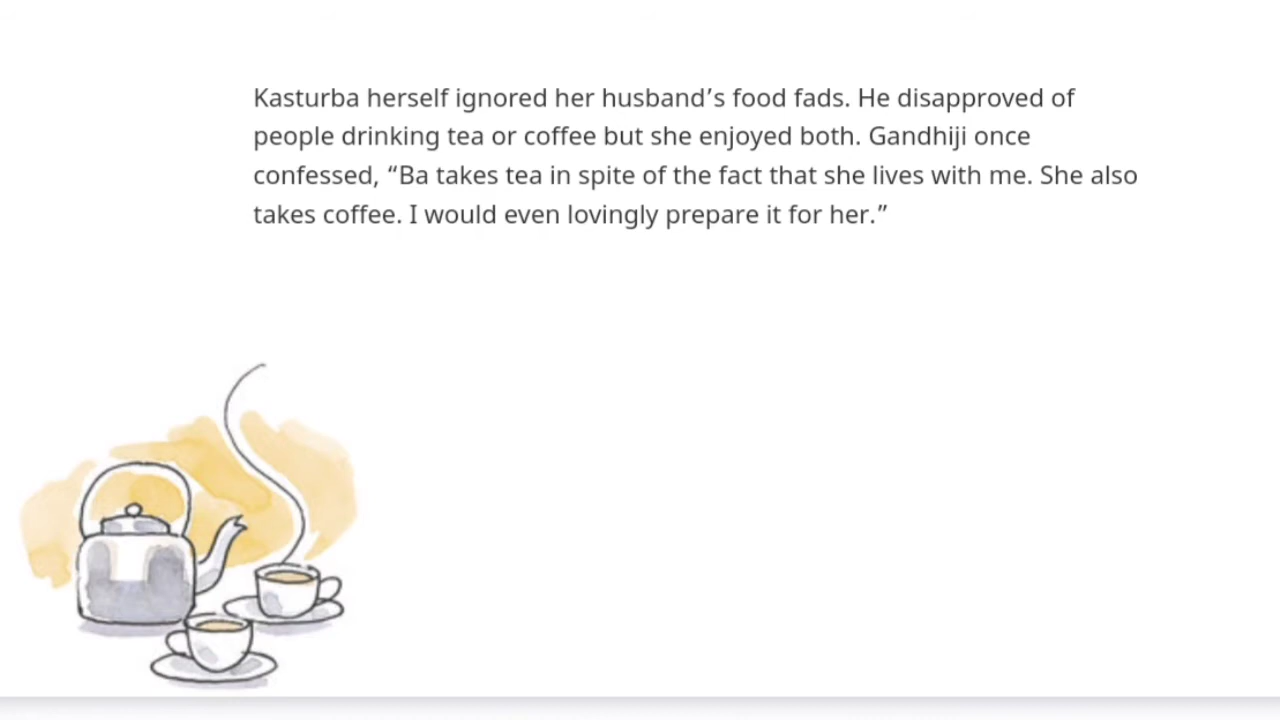 Kasturba herself ignored her husband’s food fads. He disapproved of
people drinking tea or coffee but she enjoyed both. Gandhiji once
confessed, “Ba takes tea in spite of the fact that she lives with me. She also
takes coffee. I would even lovingly prepare it for her.”